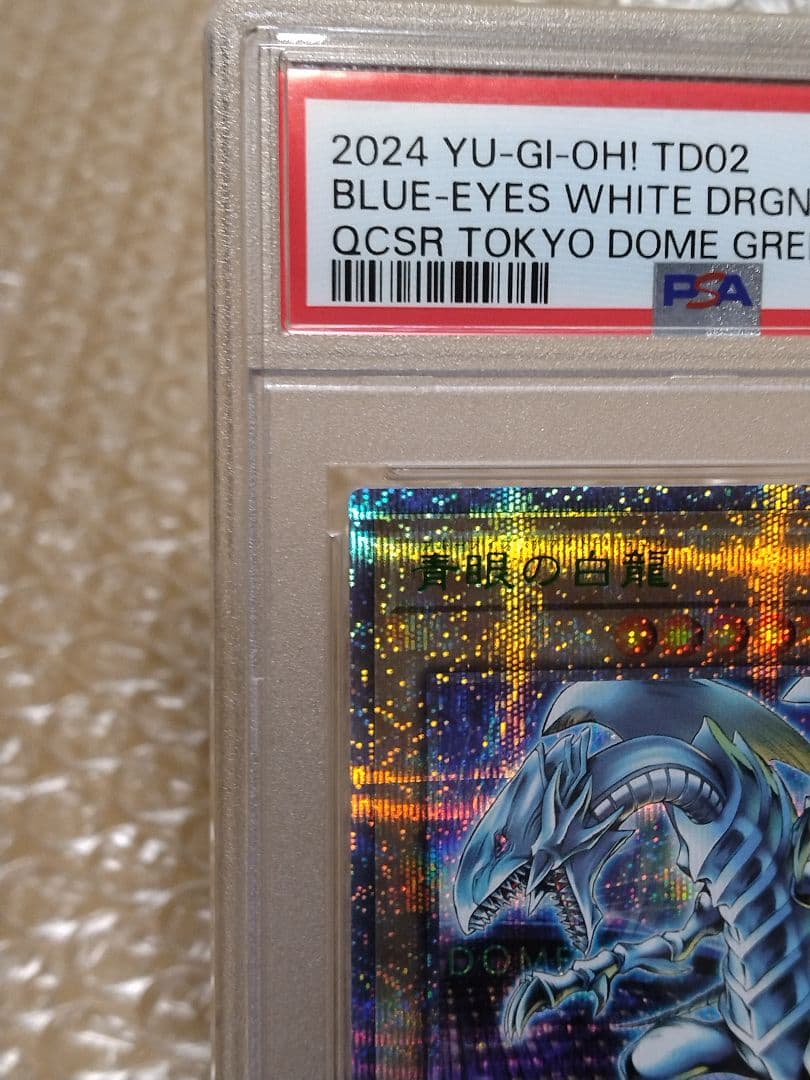 2024 YU-GI-OH! TD02
BLUE-EYES WHITE DRGN
QCSR TOKYO DOME GRE
PSA
青眼の白龍
DOME